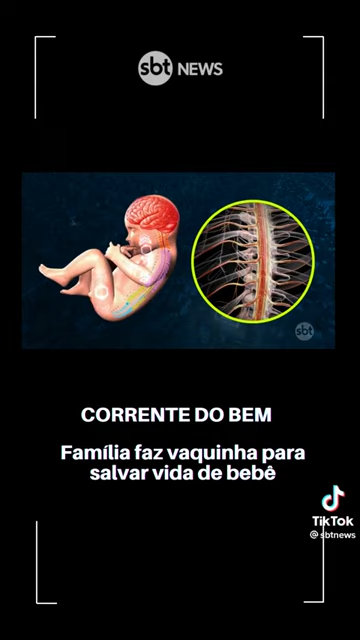 sbt NEWS
sbt
CORRENTE DO BEM
Família faz vaquinha para
salvar vida de bebê
TikTok
@sbtnews